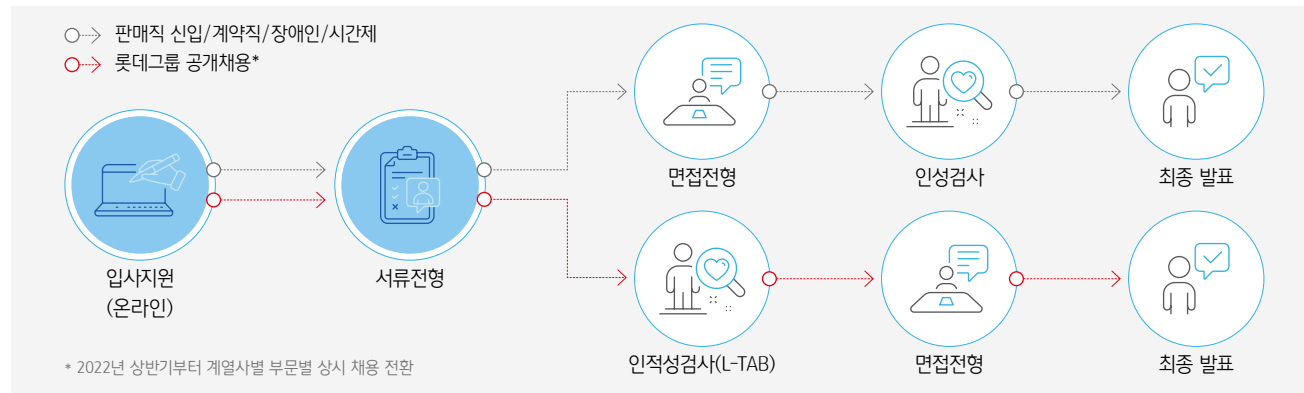 판매직 신입/계약직/장애인/시간제
롯데그룹 공개채용*
입사지원
(온라인)
서류전형
면접전형
인성검사
최종 발표
인적성검사(L-TAB)
면접전형
최종 발표
* 2022년 상반기부터 계열사별 부문별 상시 채용 전환